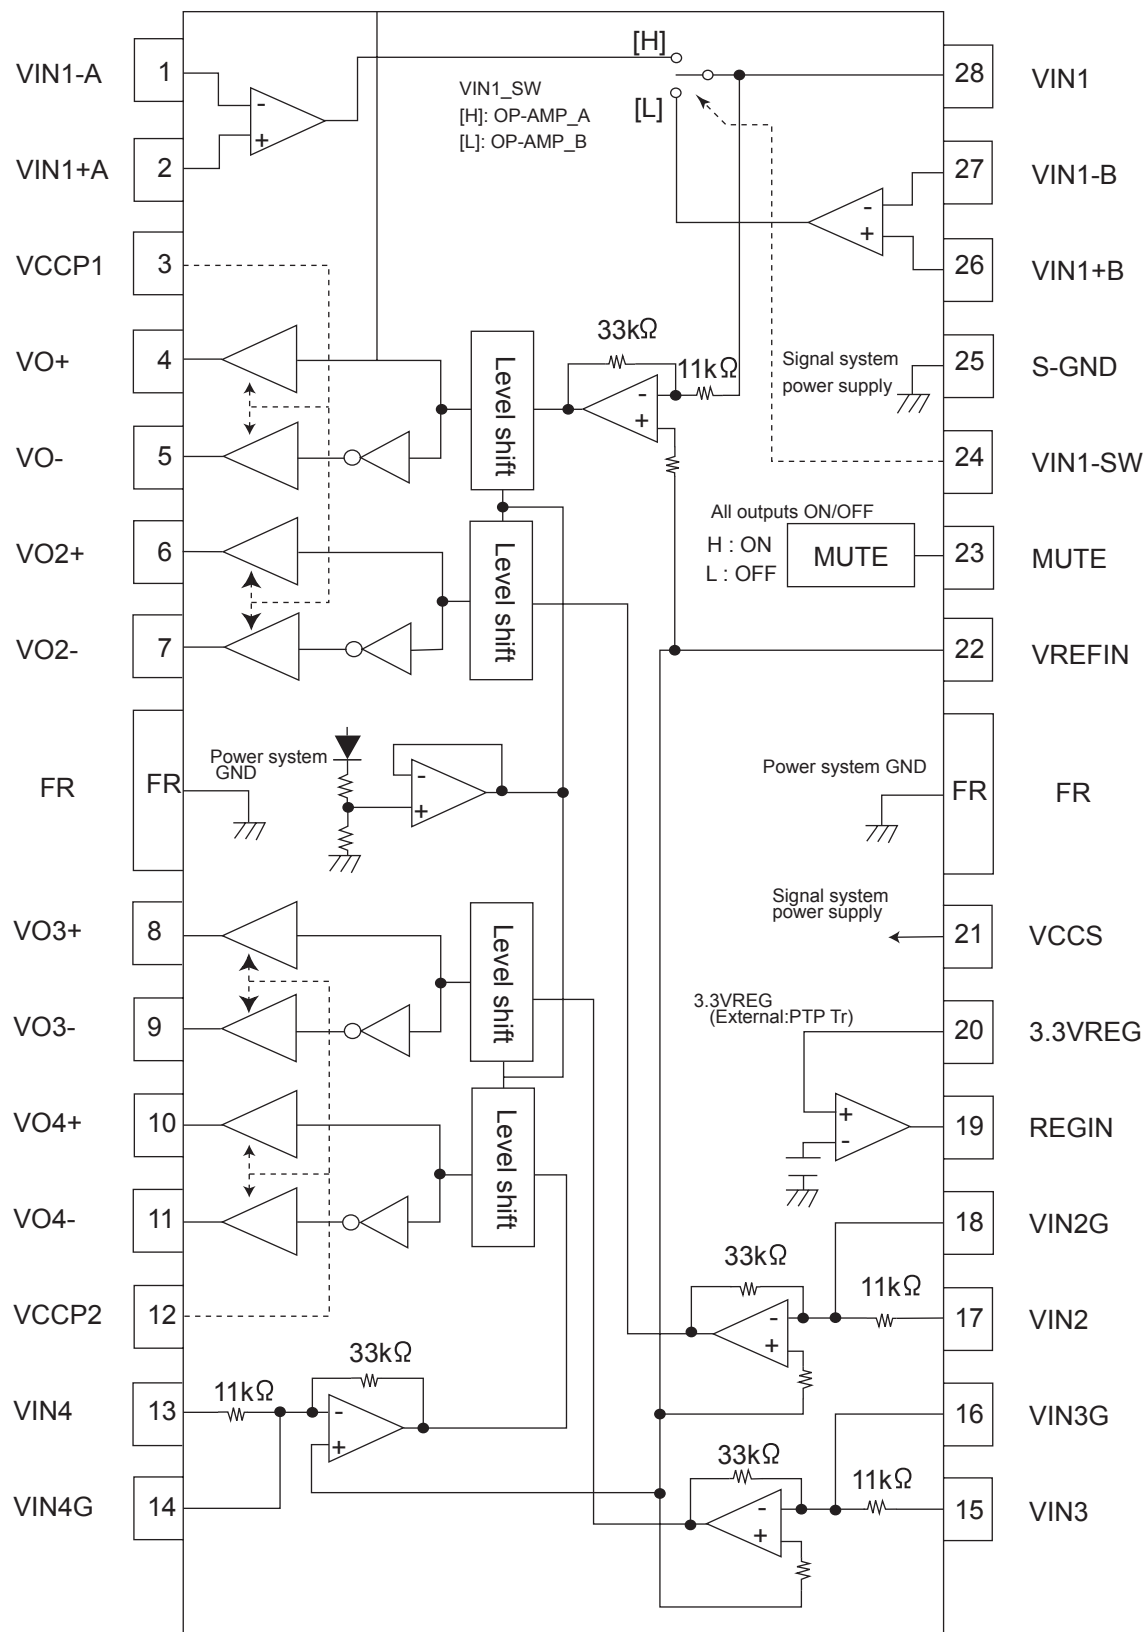 VIN1-A 1
VIN1+A 2
VCCP1 3
VO+ 4
VO- 5
VO2+ 6
VO2- 7
FR FR
VO3+ 8
VO3- 9
VO4+ 10
VO4- 11
VCCP2 12
VIN4 13
VIN4G 14
[H]
VIN1_SW
[H]: OP-AMP_A
[L]: OP-AMP_B
[L]
-
+
-
+
33kΩ
11kΩ
-
+
Level shift
Level shift
Signal system
power supply
All outputs ON/OFF
H : ON
L : OFF
MUTE
Power system
GND
-
+
Power system GND
Signal system
power supply
Level shift
Level shift
3.3VREG
(External:PTP Tr)
+
-
33kΩ
11kΩ
-
+
33kΩ
11kΩ
-
+
33kΩ
11kΩ
-
+
28 VIN1
27 VIN1-B
26 VIN1+B
25 S-GND
24 VIN1-SW
23 MUTE
22 VREFIN
FR FR
21 VCCS
20 3.3VREG
19 REGIN
18 VIN2G
17 VIN2
16 VIN3G
15 VIN3